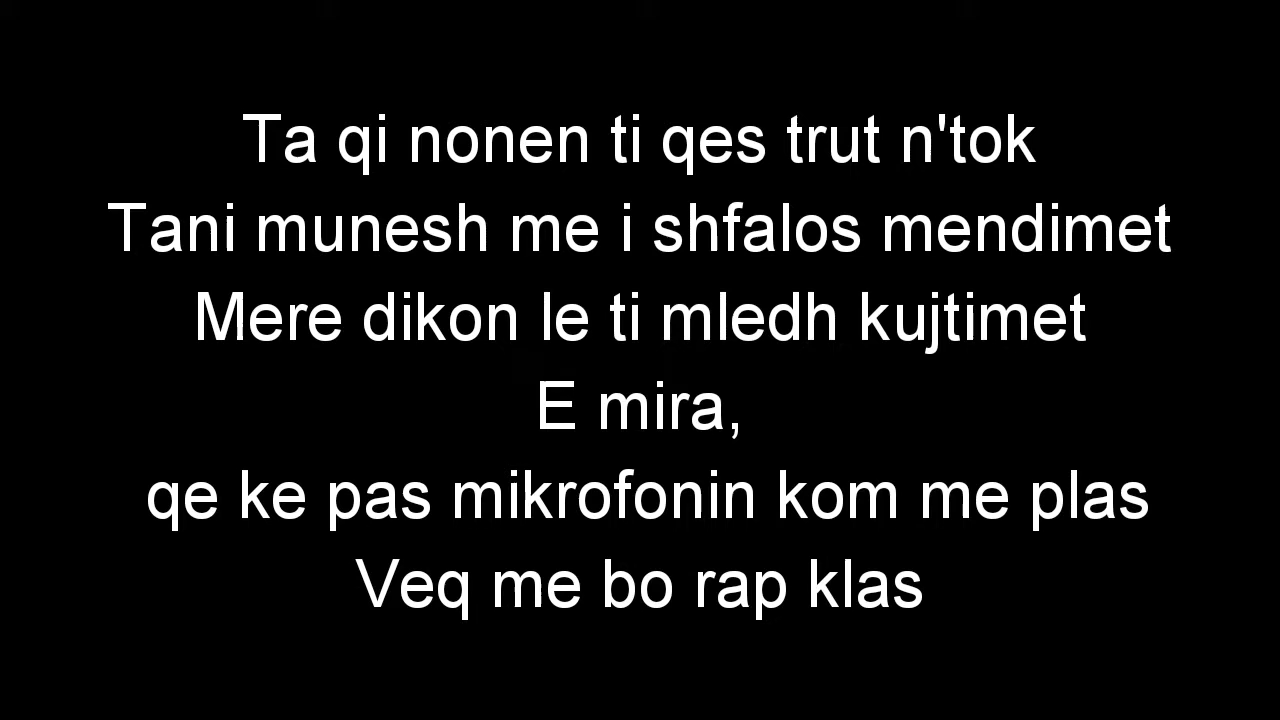 Ta qi nonen ti qes trut n'tok
Tani munesh me i shfalos mendimet
Mere dikon le ti mledh kujtimet
E mira,
qe ke pas mikrofonin kom me plas
Veq me bo rap klas